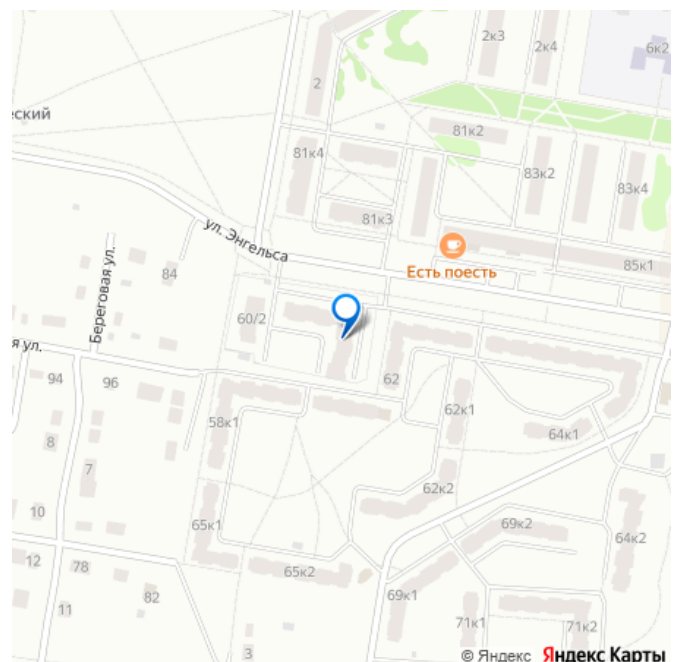 2к3
2к4
6к2
2
еский
81к2
81к4
83к2
83к4
81к3
ул. Энгельса
Есть поесть
85к1
84
Береговая ул.
60/2
я ул.
94
96
62
62к1
58к1
64к1
8
7
62к2
10
65к1
69к2
64к2
12
78
65к2
82
69к1
11
71к1
71к2
3
© Яндекс Яндекс Карты